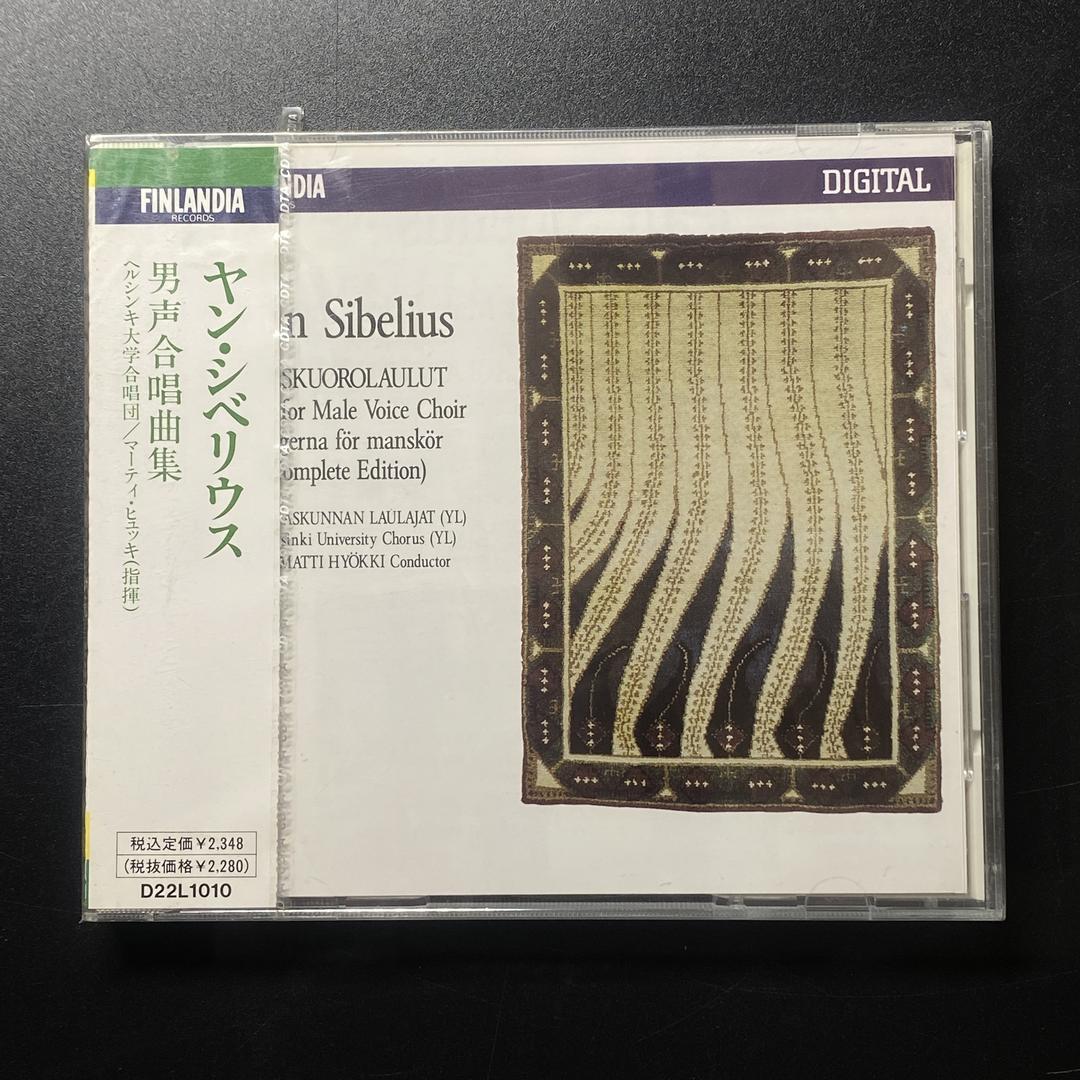 FINLANDIA
RECORDS
ヤン・シベリウス
男声合唱曲集
ヘルシンキ大学合唱団/マーティ・ヒュッキ(指揮)
税込定価¥2,348
(税抜価格¥2,280)
D22L1010
DIA
DIGITAL
n Sibelius
SKUOROLAULUT
for Male Voice Choir
gerna för manskör
omplete Edition)
ASKUNNAN LAULAJAT (YL)
sinki University Chorus (YL)
MATTI HYÖKKI Conductor